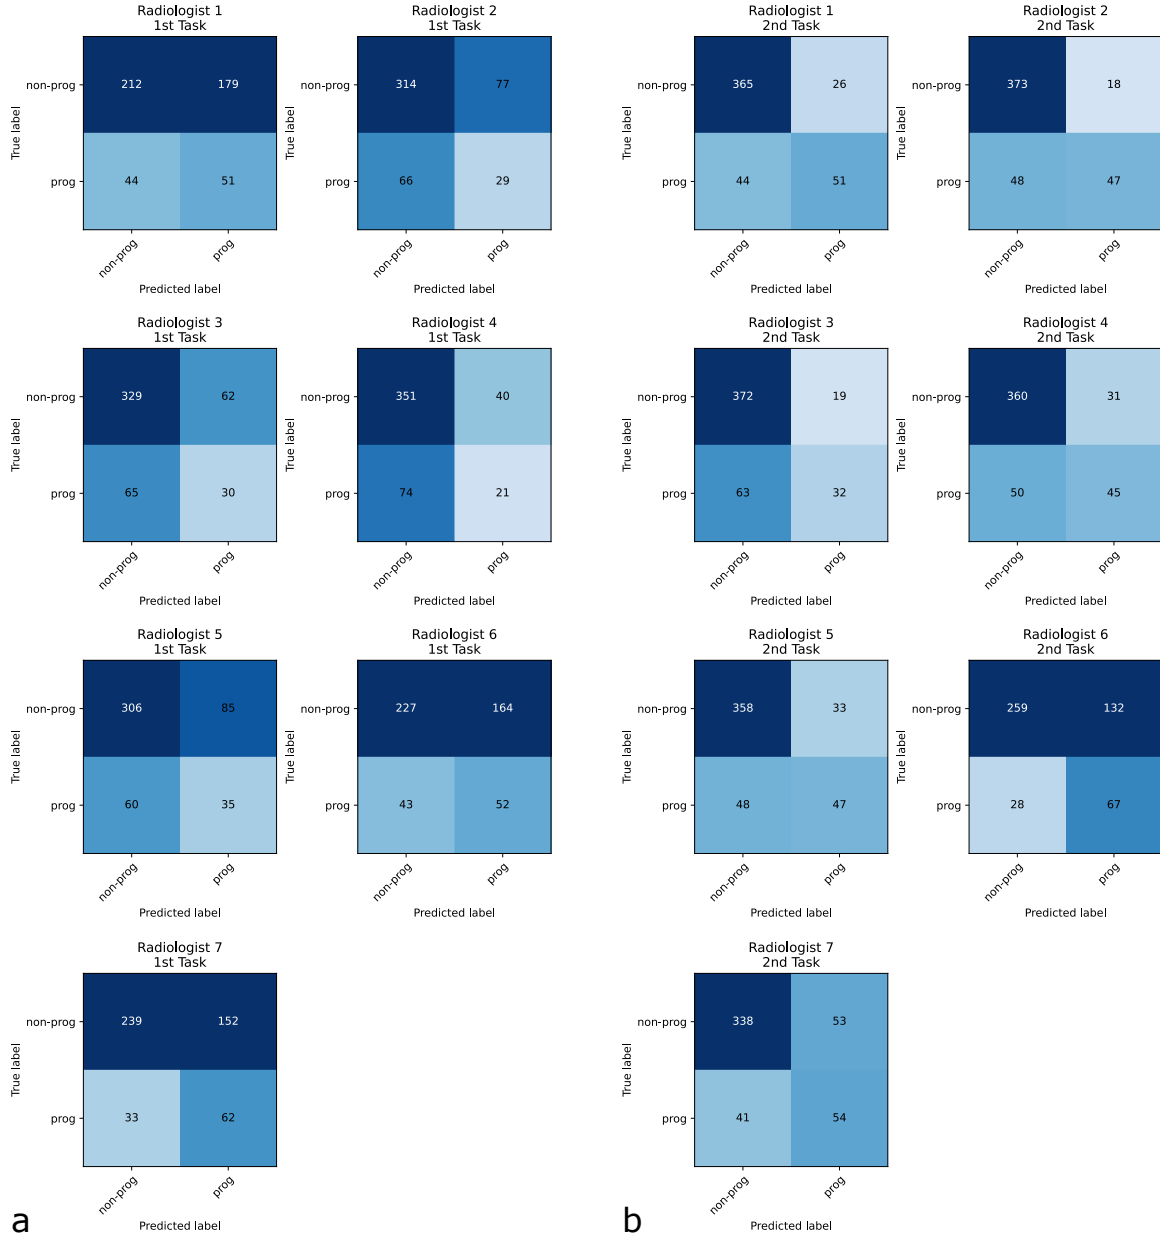 Radiologist 1
1st Task
True label
non-prog
212
179
prog
44
51
non-prog
prog
Predicted label
Radiologist 2
1st Task
True label
314
77
66
29
non-prog
prog
Predicted label
Radiologist 3
1st Task
True label
non-prog
329
62
prog
65
30
non-prog
prog
Predicted label
Radiologist 4
1st Task
True label
non-prog
351
40
prog
74
21
non-prog
prog
Predicted label
Radiologist 5
1st Task
True label
non-prog
306
85
prog
60
35
non-prog
prog
Predicted label
Radiologist 6
1st Task
True label
non-prog
227
164
prog
43
52
non-prog
prog
Predicted label
Radiologist 7
1st Task
True label
non-prog
239
152
prog
33
62
non-prog
prog
Predicted label
a
Radiologist 1
2nd Task
True label
non-prog
365
26
prog
44
51
non-prog
prog
Predicted label
Radiologist 2
2nd Task
True label
non-prog
373
18
prog
48
47
non-prog
prog
Predicted label
Radiologist 3
2nd Task
True label
non-prog
372
19
prog
63
32
non-prog
prog
Predicted label
Radiologist 4
2nd Task
True label
non-prog
360
31
prog
50
45
non-prog
prog
Predicted label
Radiologist 5
2nd Task
True label
non-prog
358
33
prog
48
47
non-prog
prog
Predicted label
Radiologist 6
2nd Task
True label
non-prog
259
132
prog
28
67
non-prog
prog
Predicted label
Radiologist 7
2nd Task
True label
non-prog
338
53
prog
41
54
non-prog
prog
Predicted label
b